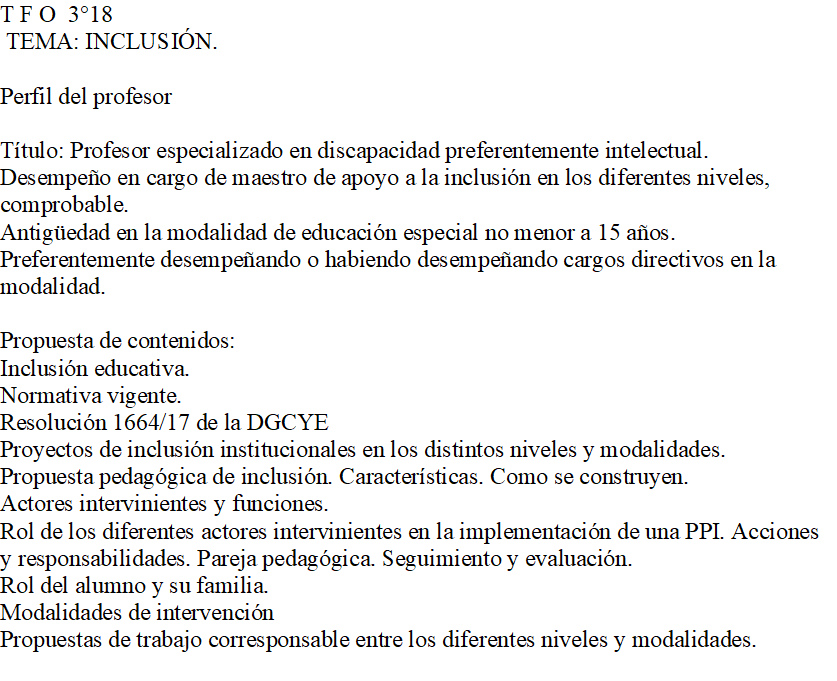 T F O  3°18
TEMA: INCLUSIÓN.
Perfil del profesor
Título: Profesor especializado en discapacidad preferentemente intelectual.
Desempeño en cargo de maestro de apoyo a la inclusión en los diferentes niveles,
comprobable.
Antigüedad en la modalidad de educación especial no menor a 15 años.
Preferentemente desempeñando o habiendo desempeñando cargos directivos en la
modalidad.
Propuesta de contenidos:
Inclusión educativa.
Normativa vigente.
Resolución 1664/17 de la DGCYE
Proyectos de inclusión institucionales en los distintos niveles y modalidades.
Propuesta pedagógica de inclusión. Características. Como se construyen.
Actores intervinientes y funciones.
Rol de los diferentes actores intervinientes en la implementación de una PPI. Acciones
y responsabilidades. Pareja pedagógica. Seguimiento y evaluación.
Rol del alumno y su familia.
Modalidades de intervención
Propuestas de trabajo corresponsable entre los diferentes niveles y modalidades.